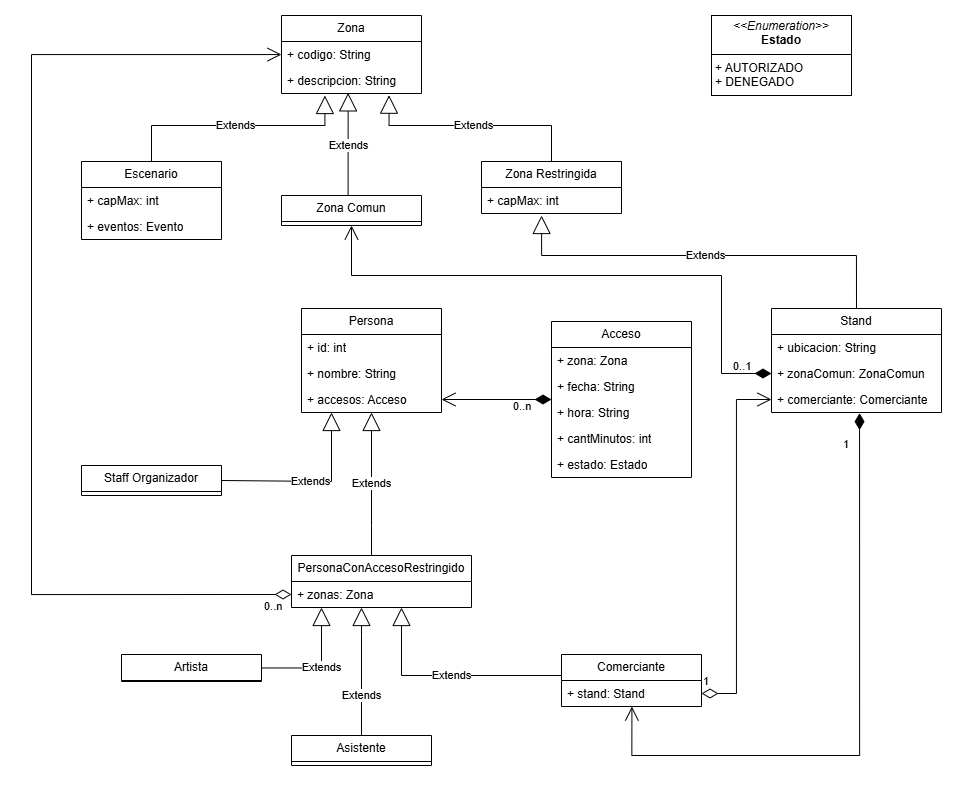 Zona
+ codigo: String
+ descripcion: String
<<Enumeration>>
Estado
+ AUTORIZADO
+ DENEGADO
Extends
Extends
Extends
Escenario
+ capMax: int
+ eventos: Evento
Zona Comun
Zona Restringida
+ capMax: int
Extends
Persona
+ id: int
+ nombre: String
+ accesos: Acceso
Acceso
+ zona: Zona
+ fecha: String
+ hora: String
+ cantMinutos: int
+ estado: Estado
0..n
Stand
+ ubicacion: String
+ zonaComun: ZonaComun
+ comerciante: Comerciante
0..1
1
Staff Organizador
Extends
Extends
PersonaConAccesoRestringido
+ zonas: Zona
0..n
Artista
Extends
Extends
Extends
Comerciante
+ stand: Stand
1
Asistente